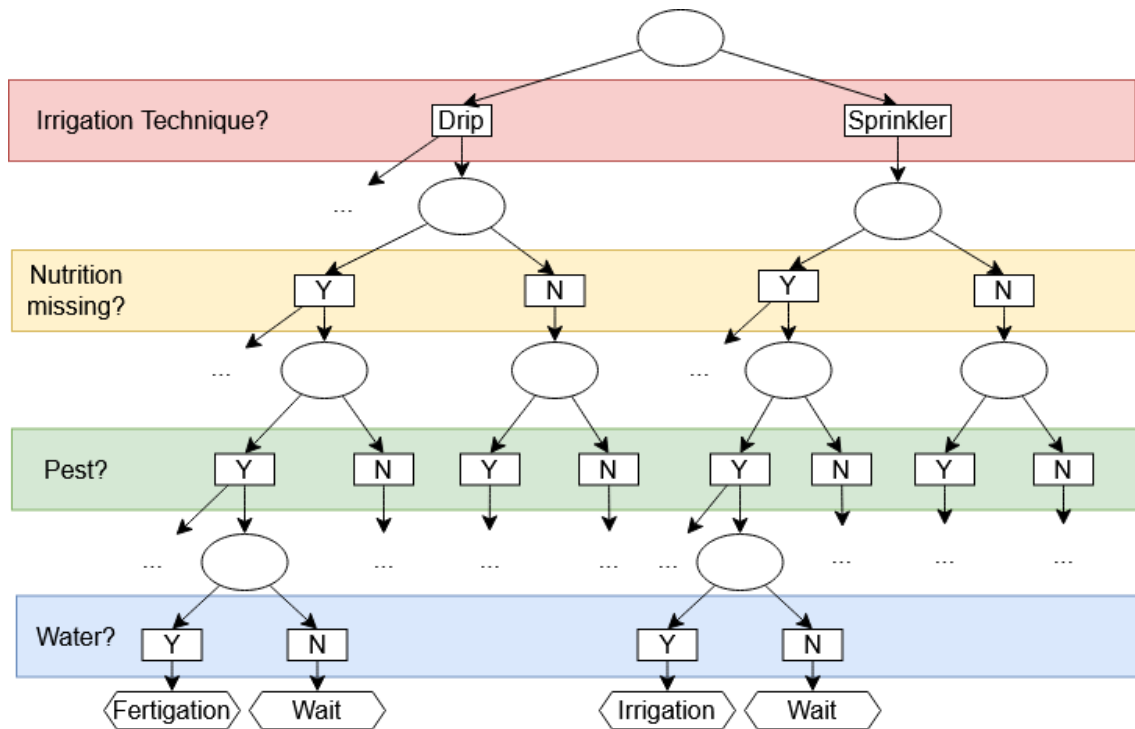 Irrigation Technique?
Drip
Sprinkler
...
Nutrition
missing?
Y
N
Y
N
...
...
Pest?
Y
N
Y
N
Y
N
Y
N
...
...
...
...
...
...
...
...
Water?
Y
N
Y
N
Fertigation
Wait
Irrigation
Wait